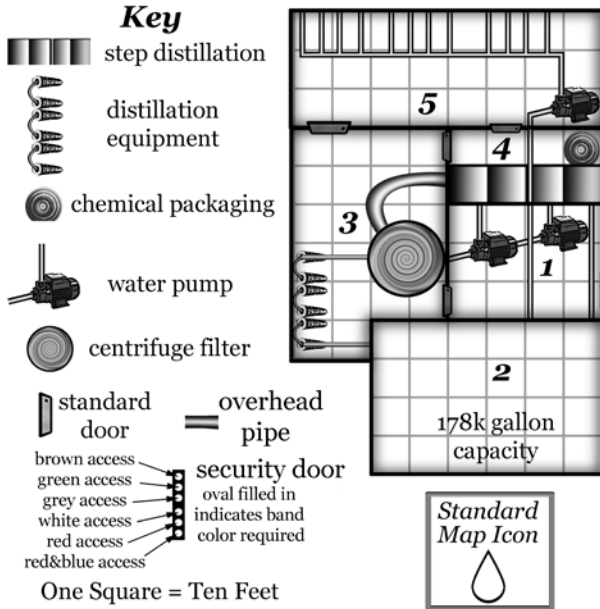 Key
step distillation
distillation
equipment
chemical packaging
water pump
centrifuge filter
standard
door
overhead
pipe
brown access
green access
grey access
white access
red access
red&blue access
security door
oval filled in
indicates band
color required
One Square = Ten Feet
5
4
3
1
2
178k gallon
capacity
Standard
Map Icon